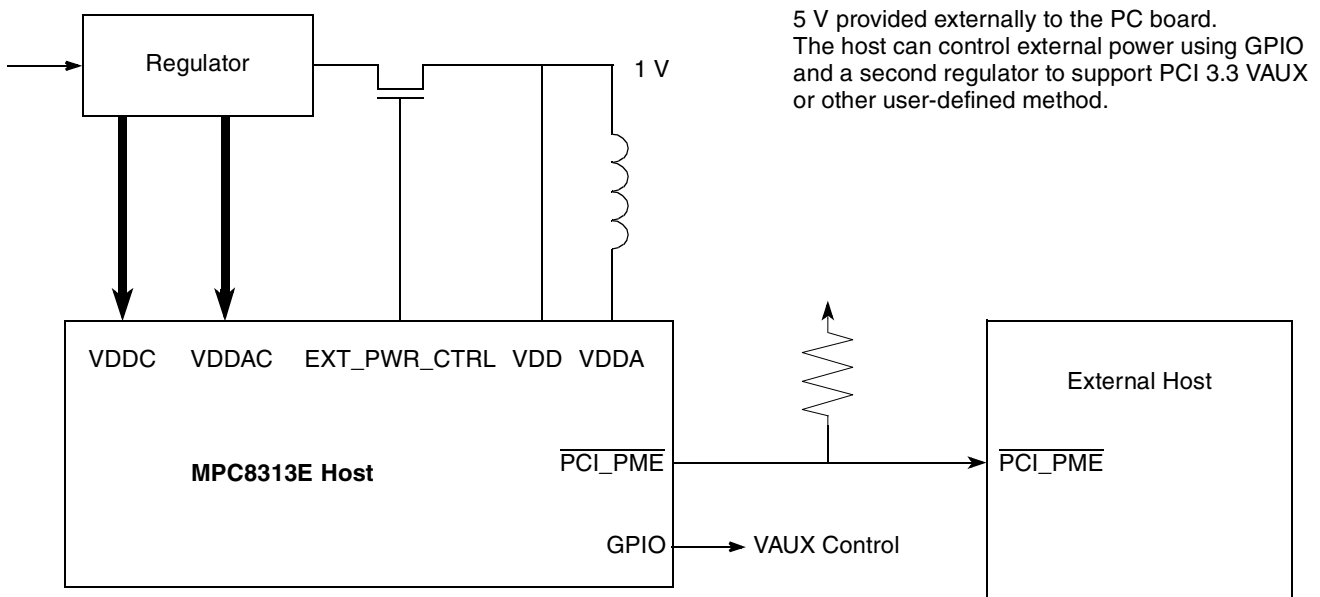 5 V provided externally to the PC board.
The host can control external power using GPIO
and a second regulator to support PCI 3.3 VAUX
or other user-defined method.
Regulator
1 V
VDDC
VDDAC
EXT_PWR_CTRL
VDD
VDDA
External Host
MPC8313E Host
PCI_PME
PCI_PME
GPIO
VAUX Control